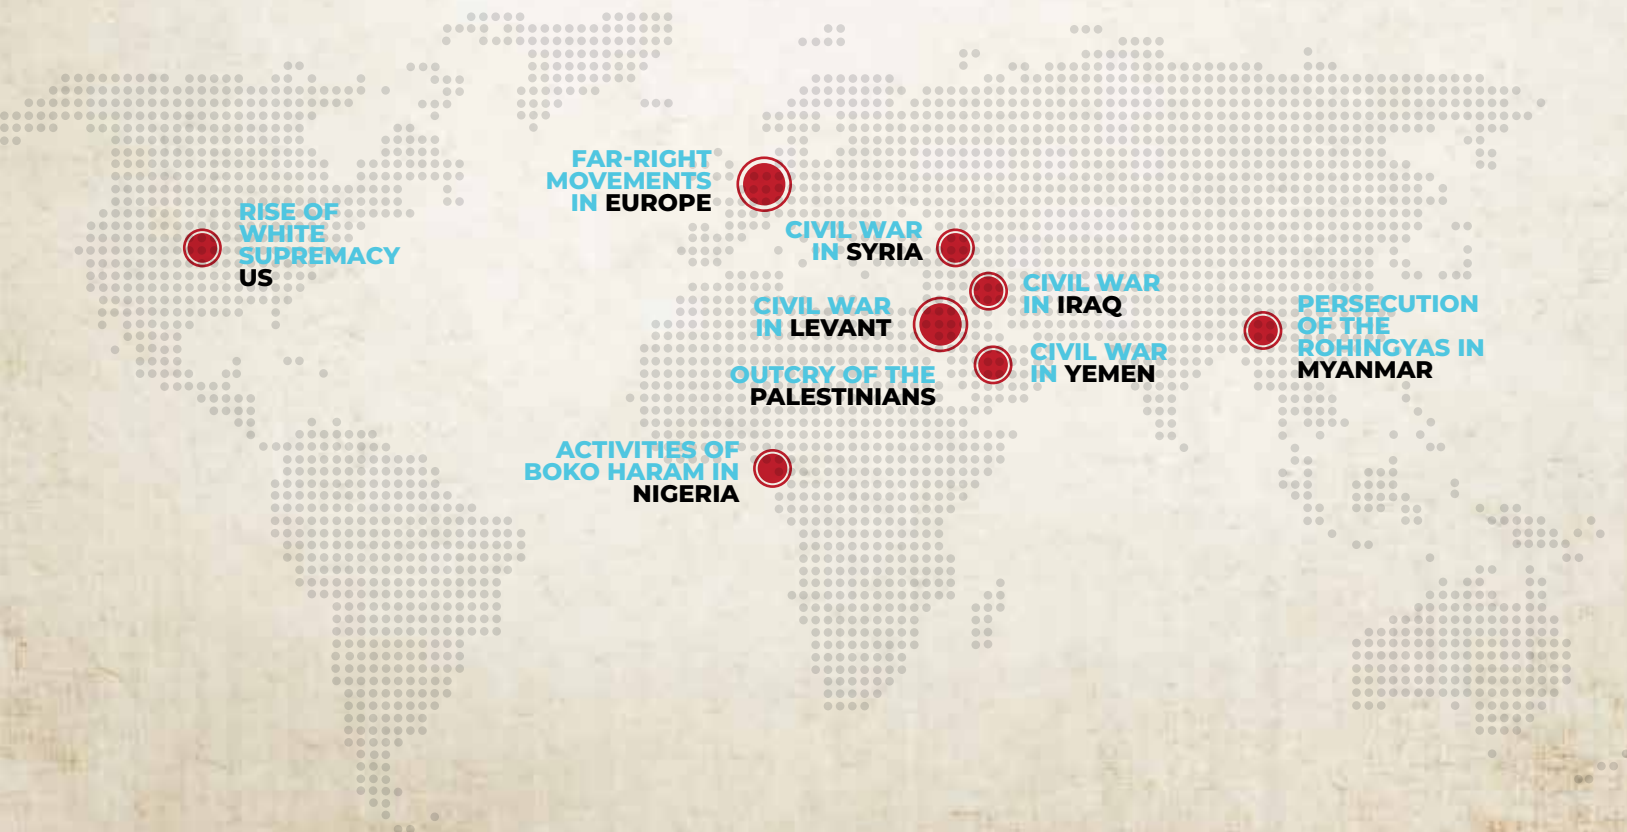 FAR-RIGHT
MOVEMENTS
IN EUROPE
RISE OF
WHITE
SUPREMACY
US
CIVIL WAR
IN SYRIA
CIVIL WAR
IN IRAQ
CIVIL WAR
IN LEVANT
PERSECUTION
OF THE
ROHINGYAS IN
MYANMAR
CIVIL WAR
IN YEMEN
OUTCRY OF THE
PALESTINIANS
ACTIVITIES OF
BOKO HARAM IN
NIGERIA